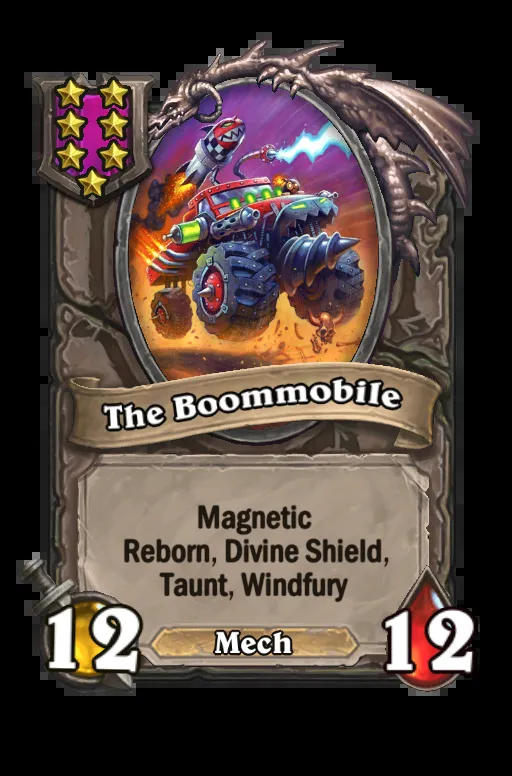 The Boommobile
Magnetic
Reborn, Divine Shield,
Taunt, Windfury
12
Mech
12